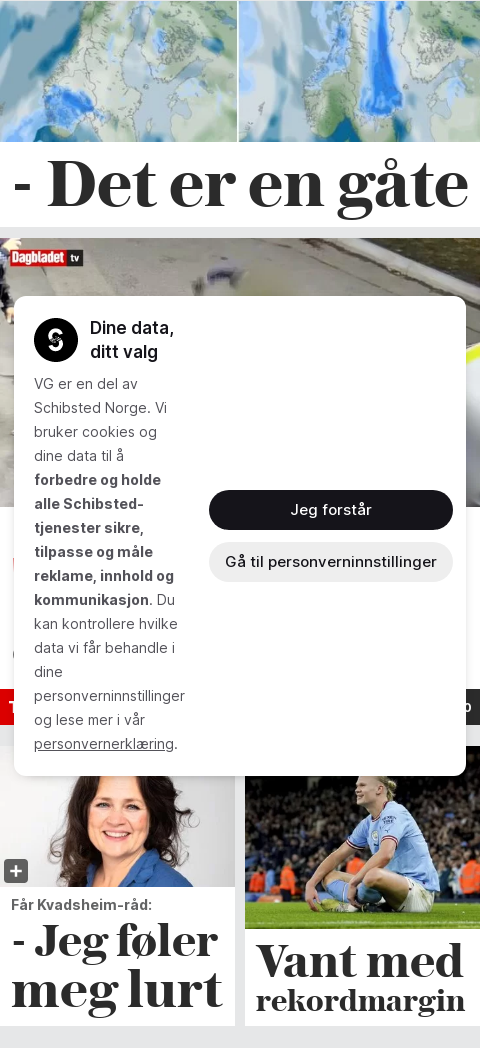 - Det er en gåte
Dagbladet tv
Dine data,
ditt valg
VG er en del av
Schibsted Norge. Vi
bruker cookies og
dine data til å
forbedre og holde
alle Schibsted-
tjenester sikre,
tilpasse og måle
reklame, innhold og
kommunikasjon. Du
kan kontrollere hvilke
data vi får behandle i
dine
personverninnstillinger
og lese mer i vår
personvernerklæring.
Jeg forstår
Gå til personverninnstillinger
Får Kvadsheim-råd:
- Jeg føler
meg lurt
Vant med
rekordmargin